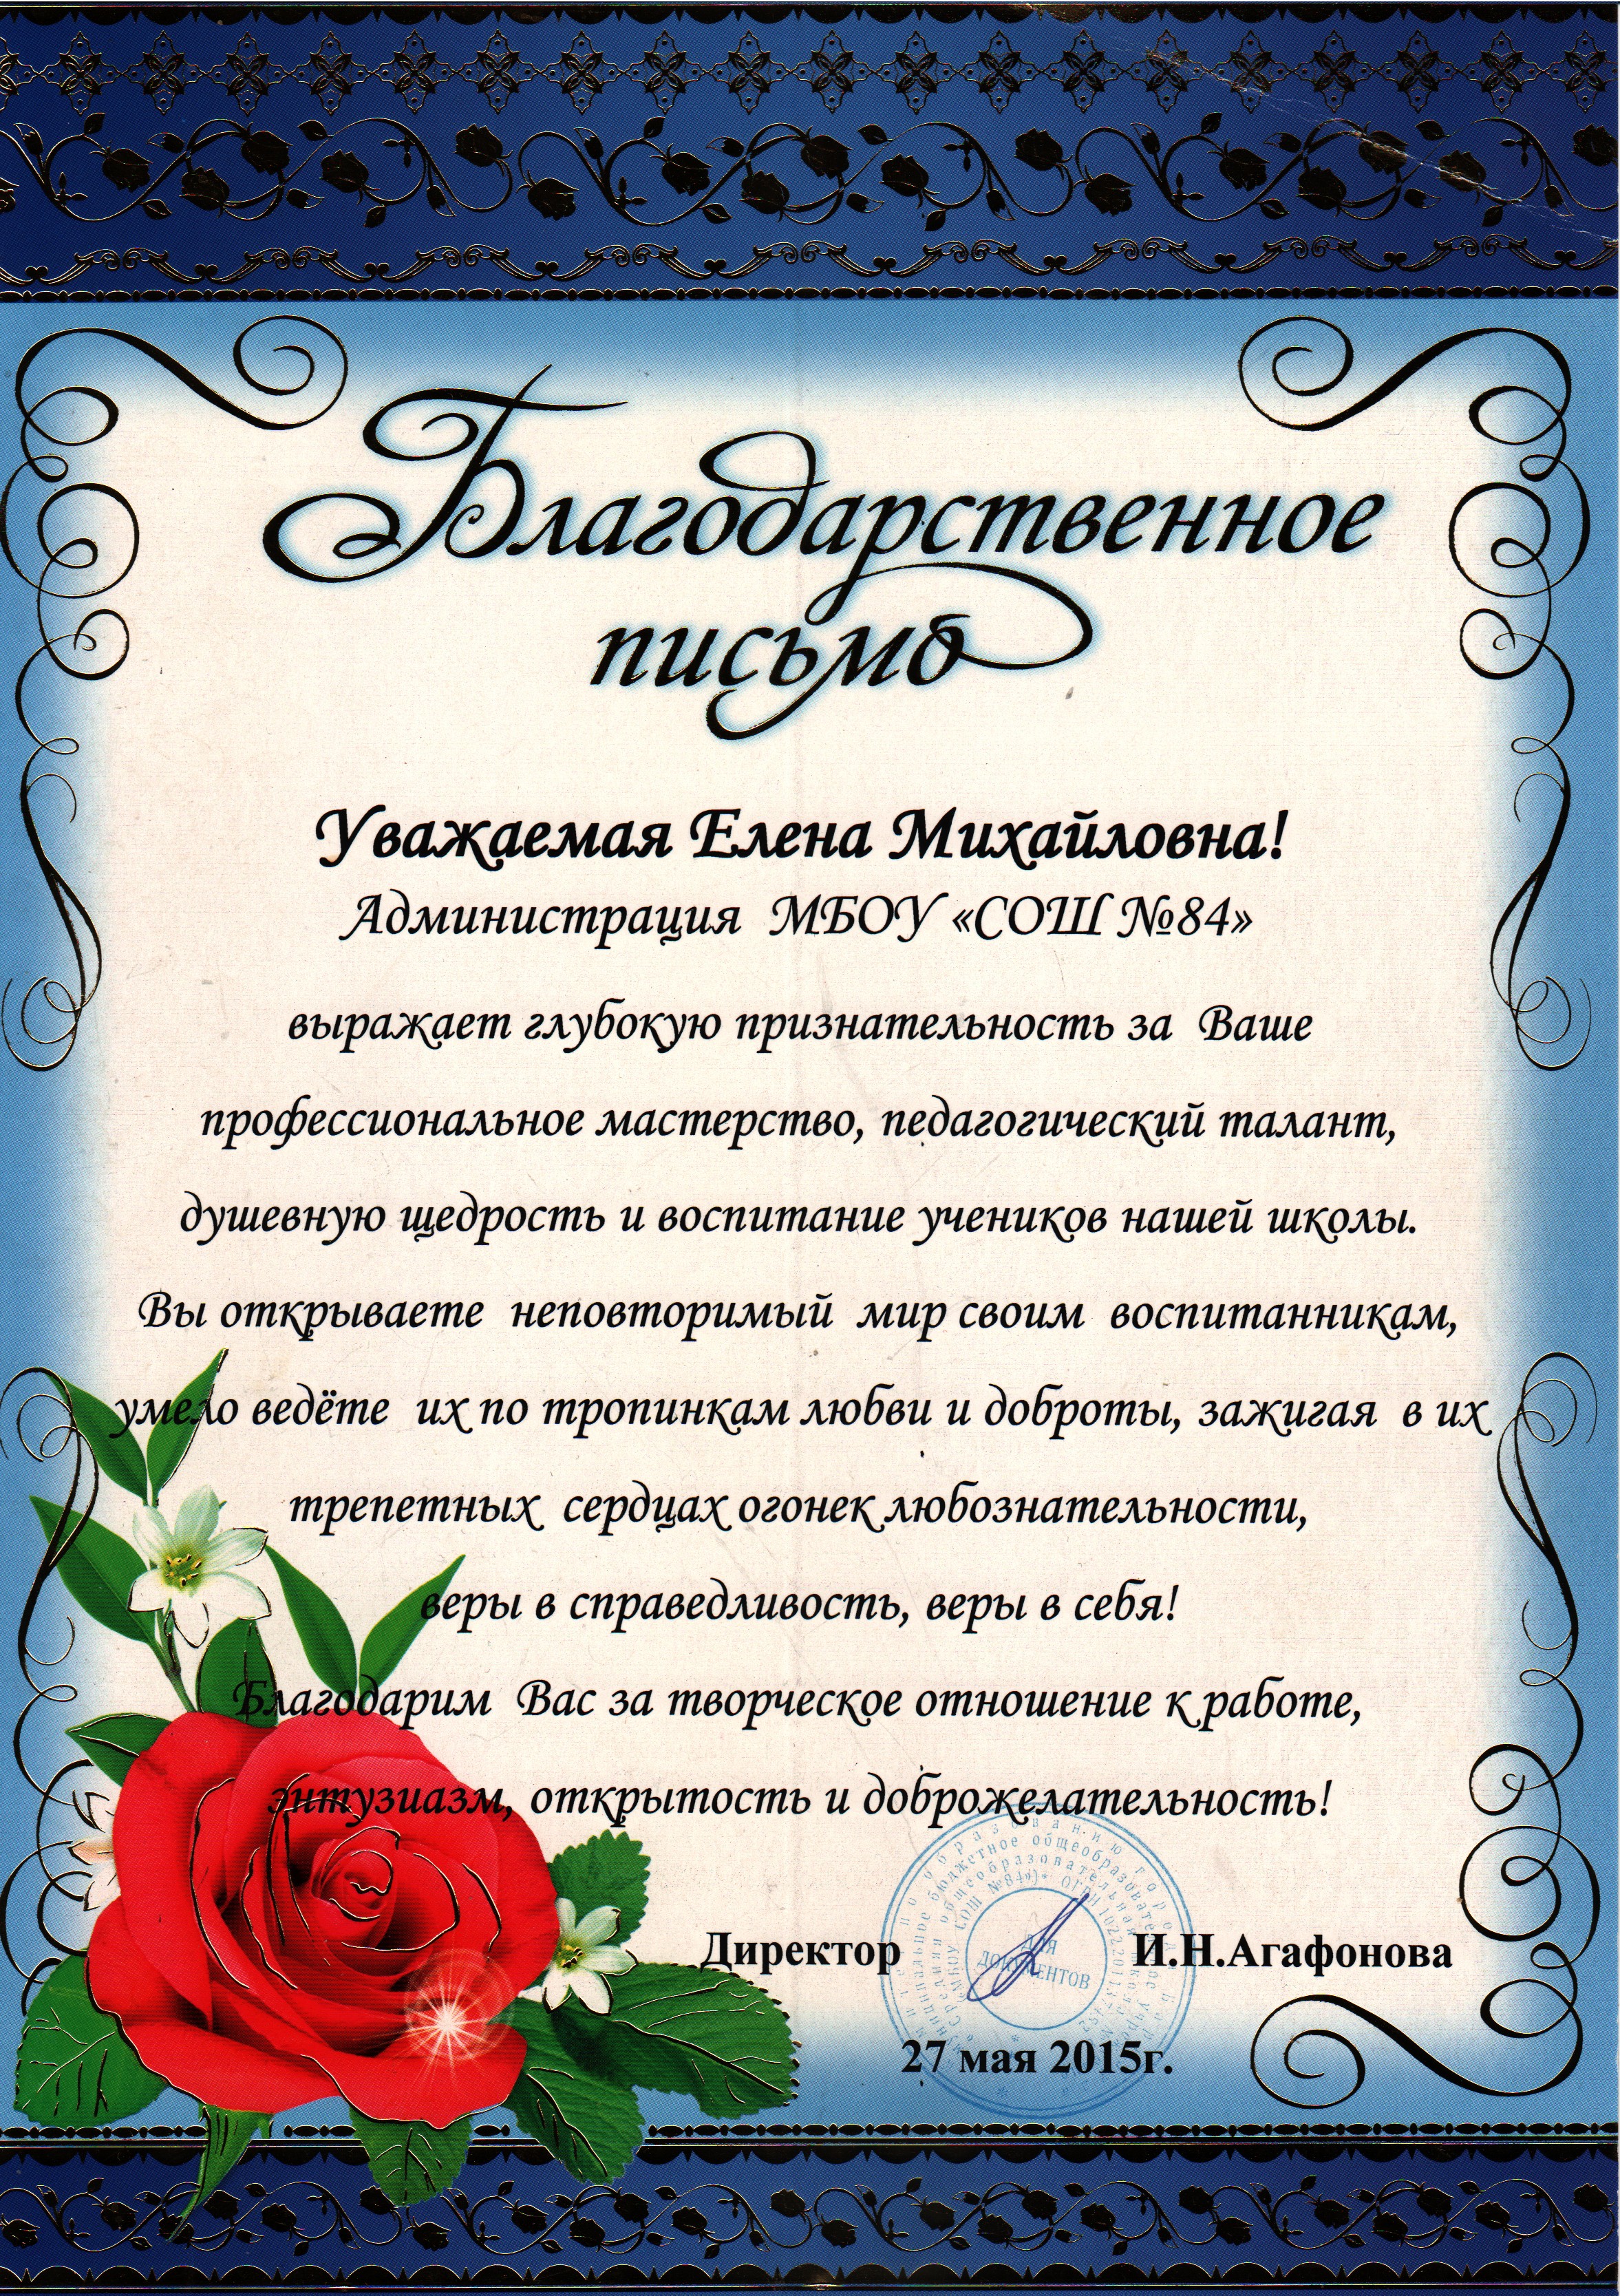 Благодарственное
письмо
Уважаемая Елена Михайловна!
Администрация МБОУ «СОШ №84»
выражает глубокую признательность за Ваше
профессиональное мастерство, педагогический талант,
душевную щедрость и воспитание учеников нашей школы.
Вы открываете неповторимый мир своим воспитанникам,
умело ведёте их по тропинкам любви и доброты, зажигая в их
трепетных сердцах огонек любознательности,
веры в справедливость, веры в себя!
Благодарим Вас за творческое отношение к работе,
энтузиазм, открытость и доброжелательность!
Директор И.Н.Агафонова
ДЛЯ
ДОКУМЕНТОВ
27 мая 2015г.